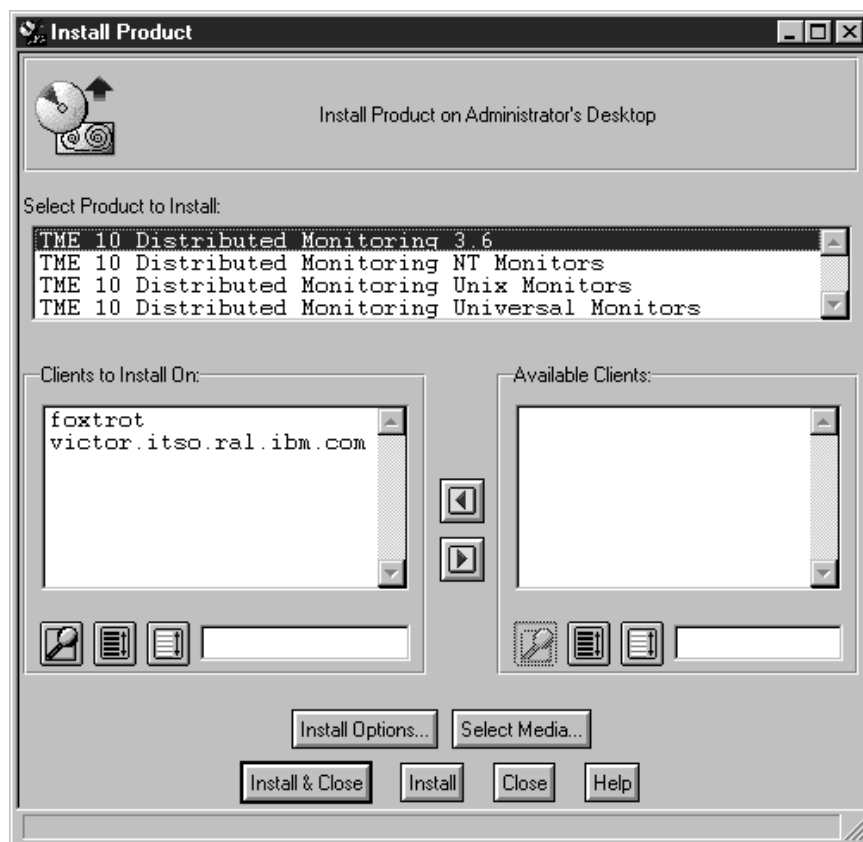 Install Product
Install Product on Administrator's Desktop
Select Product to Install:
TME 10 Distributed Monitoring 3.6
TME 10 Distributed Monitoring NT Monitors
TME 10 Distributed Monitoring Unix Monitors
TME 10 Distributed Monitoring Universal Monitors
Clients to Install On:
foxtrot
victor.itso.ral.ibm.com
Available Clients:
Install Options... Select Media...
Install & Close Install Close Help